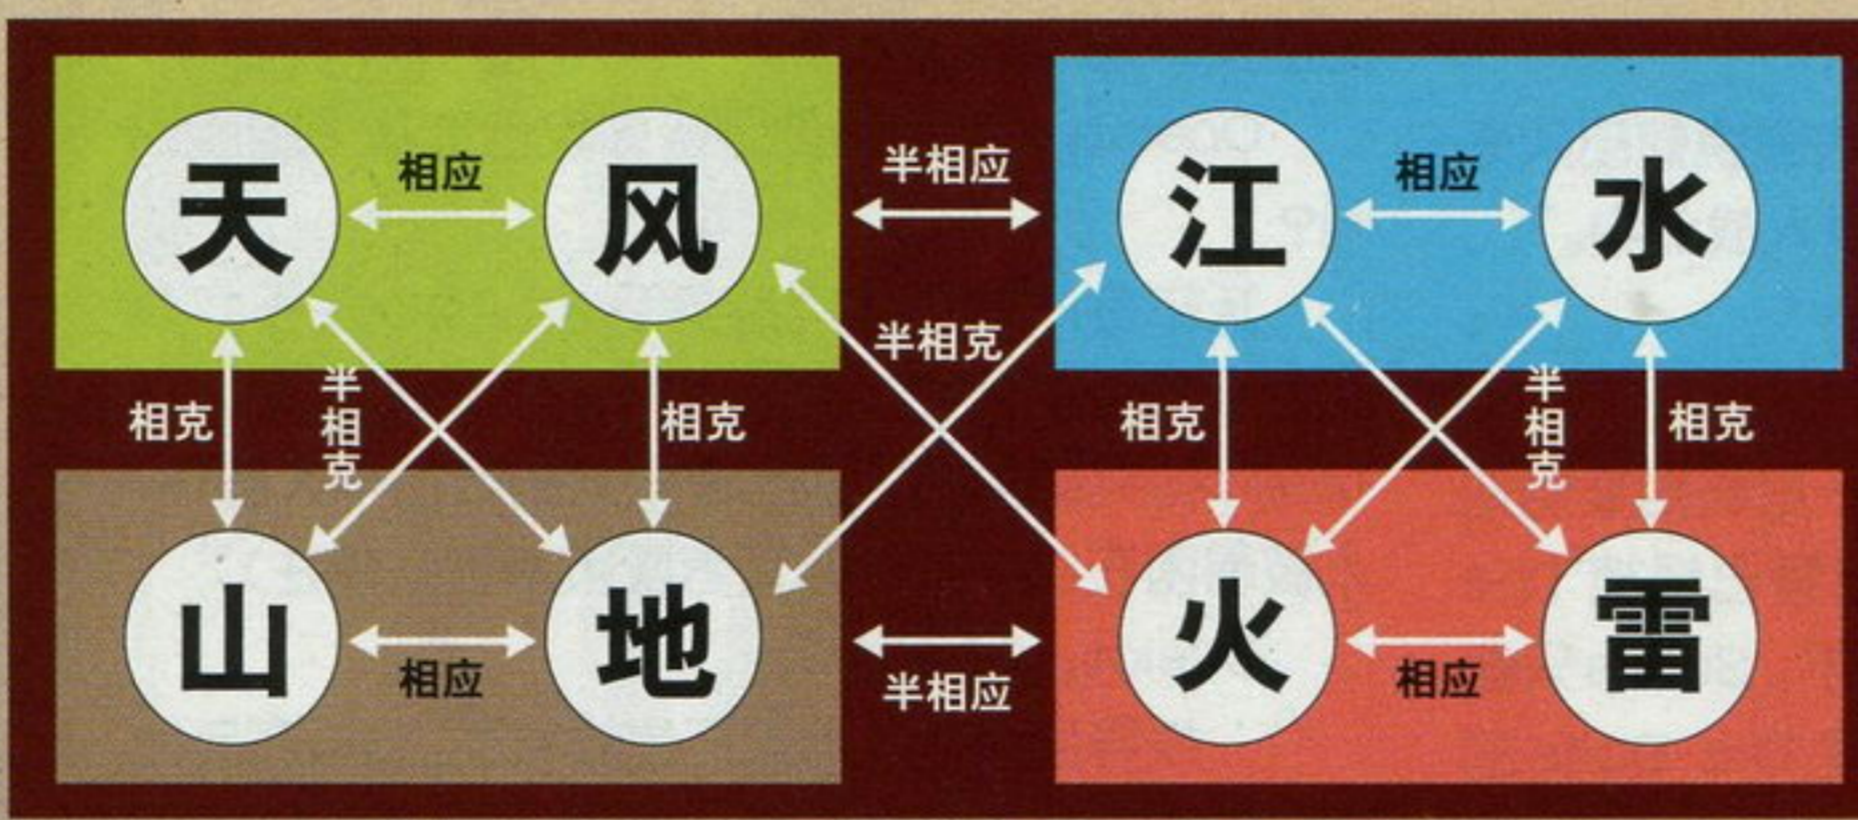 天 相应 风 半相应 江 相应 水
半相克
相克 半相克 相克 相克 半相克 相克
山 相应 地 半相应 火 相应 雷